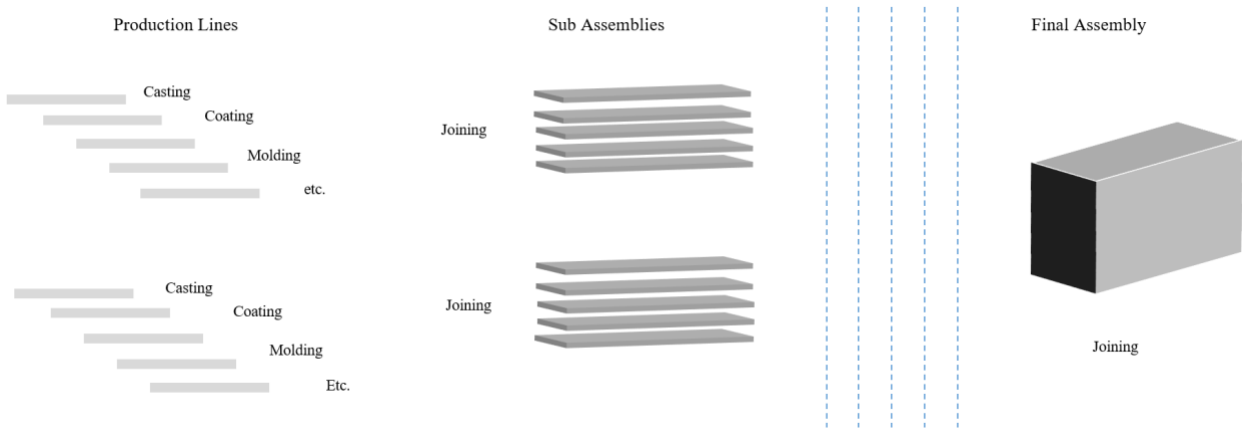 Production Lines
Sub Assemblies
Final Assembly
Casting
Coating
Molding
etc.
Joining
Casting
Coating
Molding
Etc.
Joining
Joining